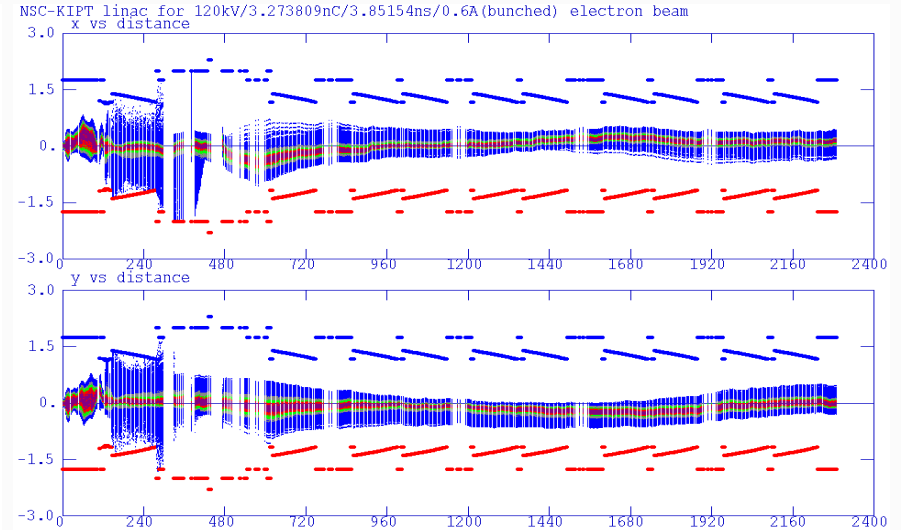 NSC-KIPT linac for 120kV/3.273809nC/3.85154ns/0.6A(bunched) electron beam
x vs distance
3.0
1.5
0.
-1.5
-3.0
0 240 480 720 960 1200 1440 1680 1920 2160 2400
y vs distance
3.0
1.5
0.
-1.5
-3.0
0 240 480 720 960 1200 1440 1680 1920 2160 2400